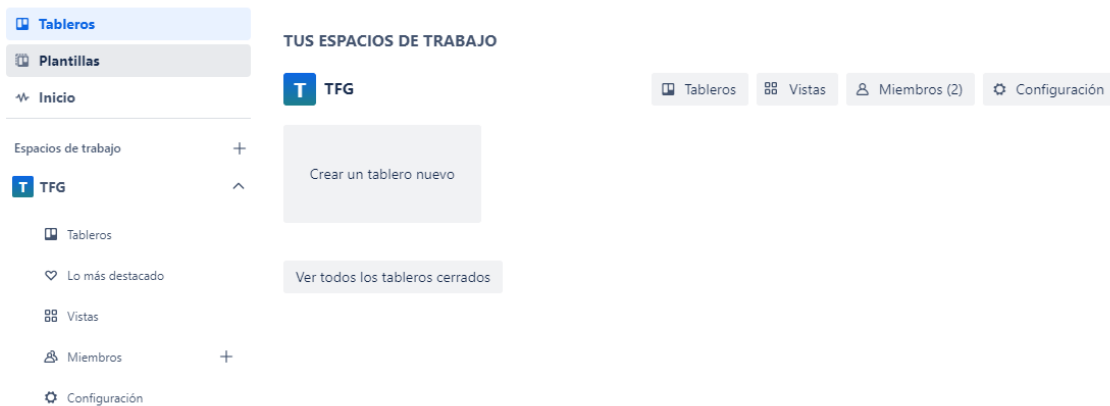 Tableros
Plantillas
Inicio
Espacios de trabajo
T TFG
Tableros
Lo más destacado
Vistas
Miembros
Configuración
TUS ESPACIOS DE TRABAJO
T TFG
Tableros
Vistas
Miembros (2)
Configuración
Crear un tablero nuevo
Ver todos los tableros cerrados